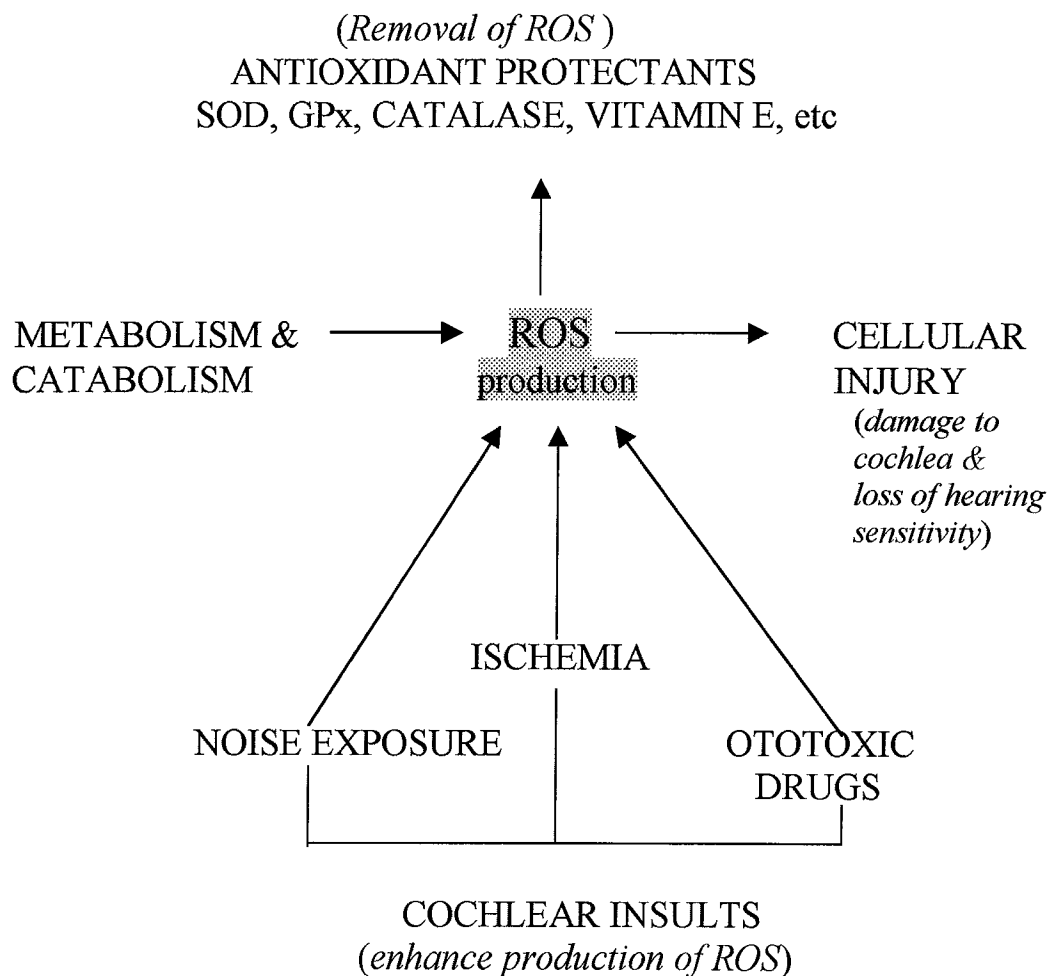 (Removal of ROS )
ANTIOXIDANT PROTECTANTS
SOD, GPx, CATALASE, VITAMIN E, etc
METABOLISM &
CATABOLISM
ROS
production
CELLULAR
INJURY
(damage to
cochlea &
loss of hearing
sensitivity)
ISCHEMIA
NOISE EXPOSURE
OTOTOXIC
DRUGS
COCHLEAR INSULTS
(enhance production of ROS)